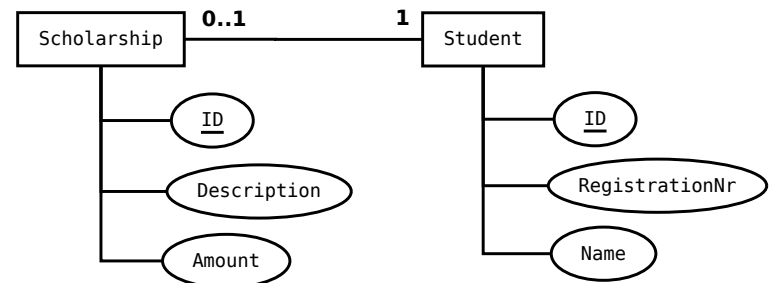 0..1
1
Scholarship
Student
ID
ID
Description
RegistrationNr
Amount
Name